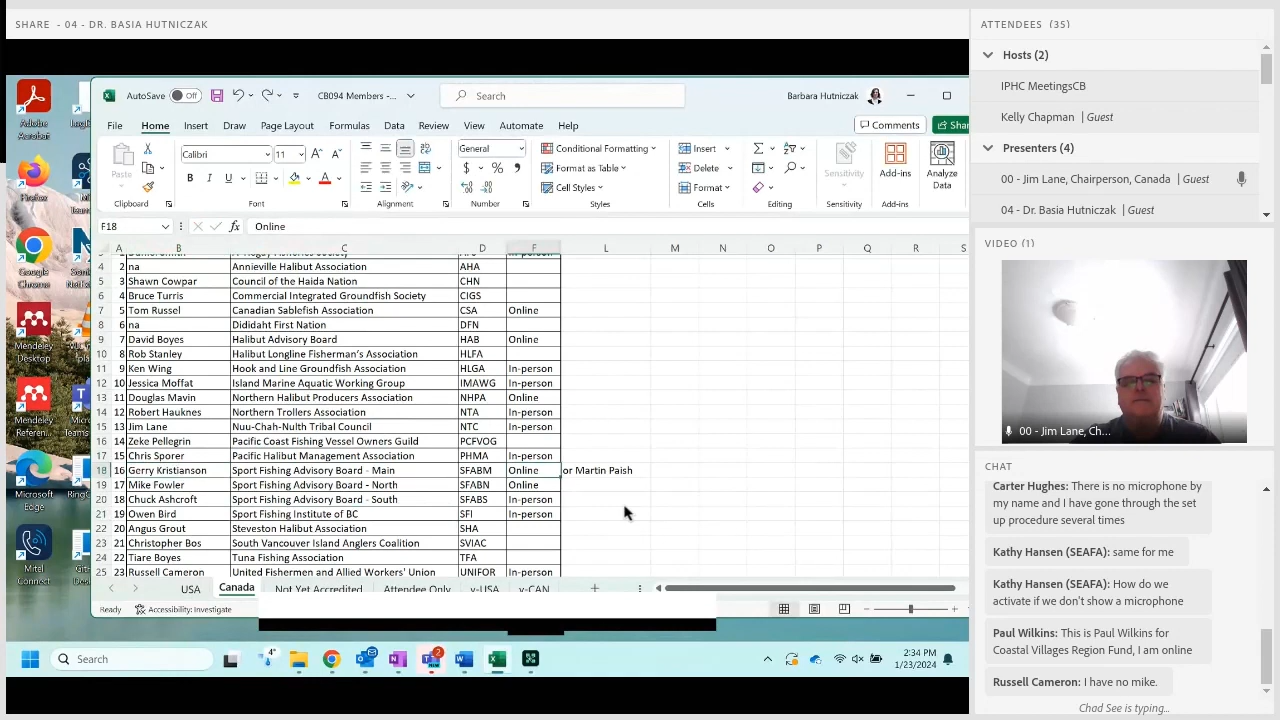 SHARE - 04 - DR. BASIA HUTNICZAK
ATTENDEES (35)
Hosts (2)
IPHC MeetingsCB
Kelly Chapman | Guest
Presenters (4)
00 - Jim Lane, Chairperson, Canada | Guest
04 - Dr. Basia Hutniczak | Guest
VIDEO (1)
00 - Jim Lane, Ch...
CHAT
Carter Hughes: There is no microphone by
my name and I have gone through the set
up procedure several times
Kathy Hansen (SEAFA): same for me
Kathy Hansen (SEAFA): How do we
activate if we don't show a microphone
Paul Wilkins: This is Paul Wilkins for
Coastal Villages Region Fund, I am online
Russell Cameron: I have no mike.
Chad See is typing...
Adobe
Acrobat
Firefox
Google
Chrome
Mendeley
Desktop
Mendeley
Referen...
Microsoft
Edge
Mitel
Connect
AutoSave Off CB094 Members -... Search Barbara Hutniczak
File Home Insert Draw Page Layout Formulas Data Review View Automate Help Comments
Paste
Clipboard
Calibri 11
B I U
Font
Alignment
General
$ % ,
Number
Conditional Formatting
Format as Table
Cell Styles
Styles
Insert
Delete
Format
Cells
Editing
Sensitivity
Sensitivity
Add-ins
Add-ins
Analyze
Data
F18 fx Online
A B C D F L M N O P Q R S
4 2 na Annieville Halibut Association AHA
5 3 Shawn Cowpar Council of the Haida Nation CHN
6 4 Bruce Turris Commercial Integrated Groundfish Society CIGS
7 5 Tom Russel Canadian Sablefish Association CSA Online
8 6 na Dididaht First Nation DFN
9 7 David Boyes Halibut Advisory Board HAB Online
10 8 Rob Stanley Halibut Longline Fisherman's Association HLFA
11 9 Ken Wing Hook and Line Groundfish Association HLGA In-person
12 10 Jessica Moffat Island Marine Aquatic Working Group IMAWG In-person
13 11 Douglas Mavin Northern Halibut Producers Association NHPA Online
14 12 Robert Hauknes Northern Trollers Association NTA In-person
15 13 Jim Lane Nuu-Chah-Nulth Tribal Council NTC In-person
16 14 Zeke Pellegrin Pacific Coast Fishing Vessel Owners Guild PCFVOG
17 15 Chris Sporer Pacific Halibut Management Association PHMA In-person
18 16 Gerry Kristianson Sport Fishing Advisory Board - Main SFABM Online or Martin Paish
19 17 Mike Fowler Sport Fishing Advisory Board - North SFABN Online
20 18 Chuck Ashcroft Sport Fishing Advisory Board - South SFABS In-person
21 19 Owen Bird Sport Fishing Institute of BC SFI In-person
22 20 Angus Grout Steveston Halibut Association SHA
23 21 Christopher Bos South Vancouver Island Anglers Coalition SVIAC
24 22 Tiare Boyes Tuna Fishing Association TFA
25 23 Russell Cameron United Fishermen and Allied Workers' Union UNIFOR In-person
USA Canada Not Yet Accredited Attendee Only v-USA v-CAN
Ready Accessibility: Investigate
Search 4° 2 2:34 PM
1/23/2024